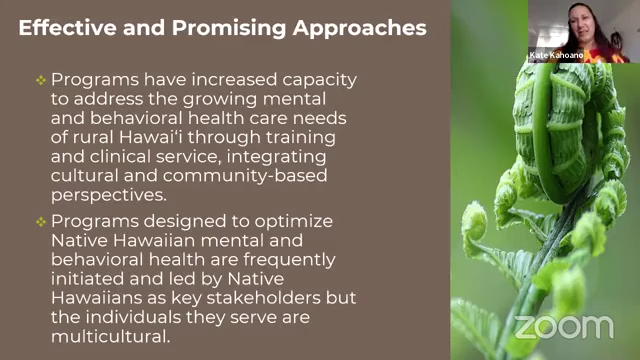 Effective and Promising Approaches
Kate Kahoano
Programs have increased capacity
to address the growing mental
and behavioral health care needs
of rural Hawai‘i through training
and clinical service, integrating
cultural and community-based
perspectives.
Programs designed to optimize
Native Hawaiian mental and
behavioral health are frequently
initiated and led by Native
Hawaiians as key stakeholders but
the individuals they serve are
multicultural.
zoom